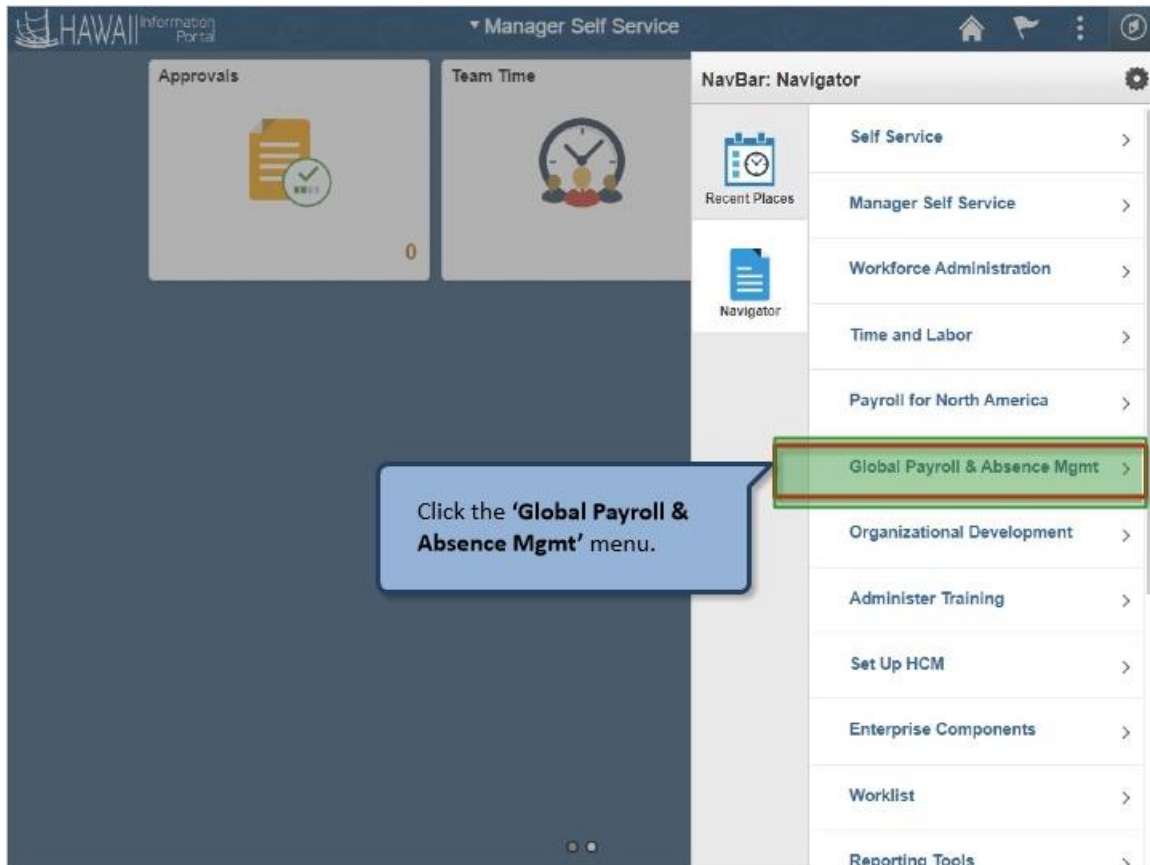 HAWAII Information
Portal
Manager Self Service
Approvals
0
Team Time
NavBar: Navigator
Recent Places
Navigator
Self Service
Manager Self Service
Workforce Administration
Time and Labor
Payroll for North America
Global Payroll & Absence Mgmt
Organizational Development
Administer Training
Set Up HCM
Enterprise Components
Worklist
Reporting Tools
Click the ‘Global Payroll &
Absence Mgmt’ menu.